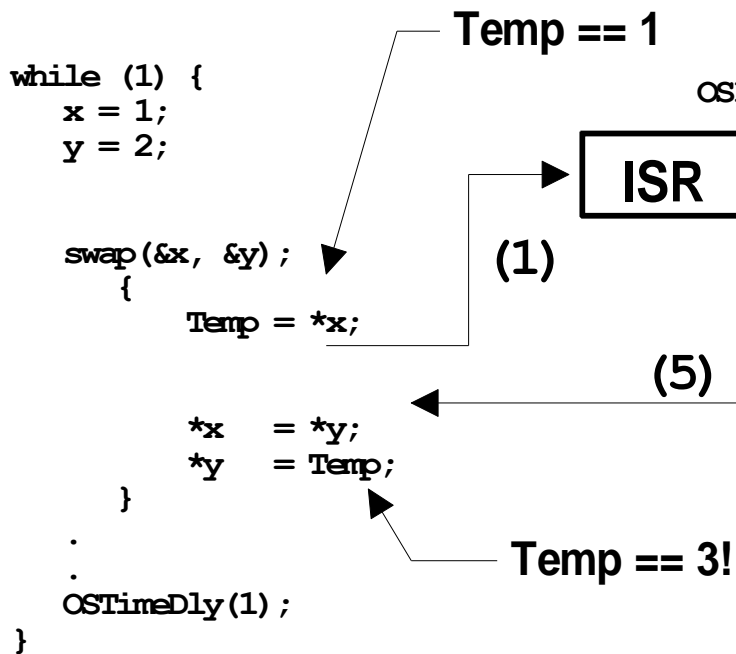 Temp == 1
while (1) {
x = 1;
y = 2;
ISR
swap(&x, &y);
{
(1)
Temp = *x;
(5)
*x = *y;
*y = Temp;
}
.
.
Temp == 3!
OSTimeDly(1);
}